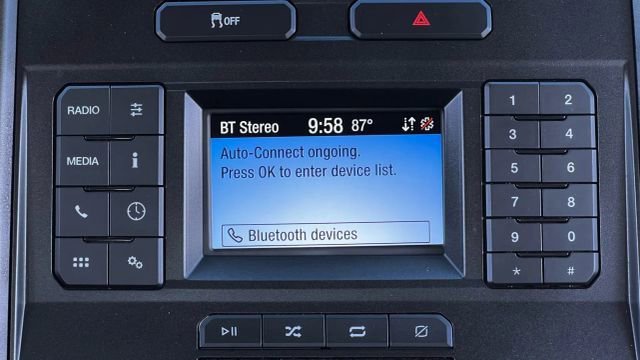 OFF
RADIO
MEDIA
i
BT Stereo 9:58 87°
Auto-Connect ongoing.
Press OK to enter device list.
Bluetooth devices
1 2
3 4
5 6
7 8
9 0
* #